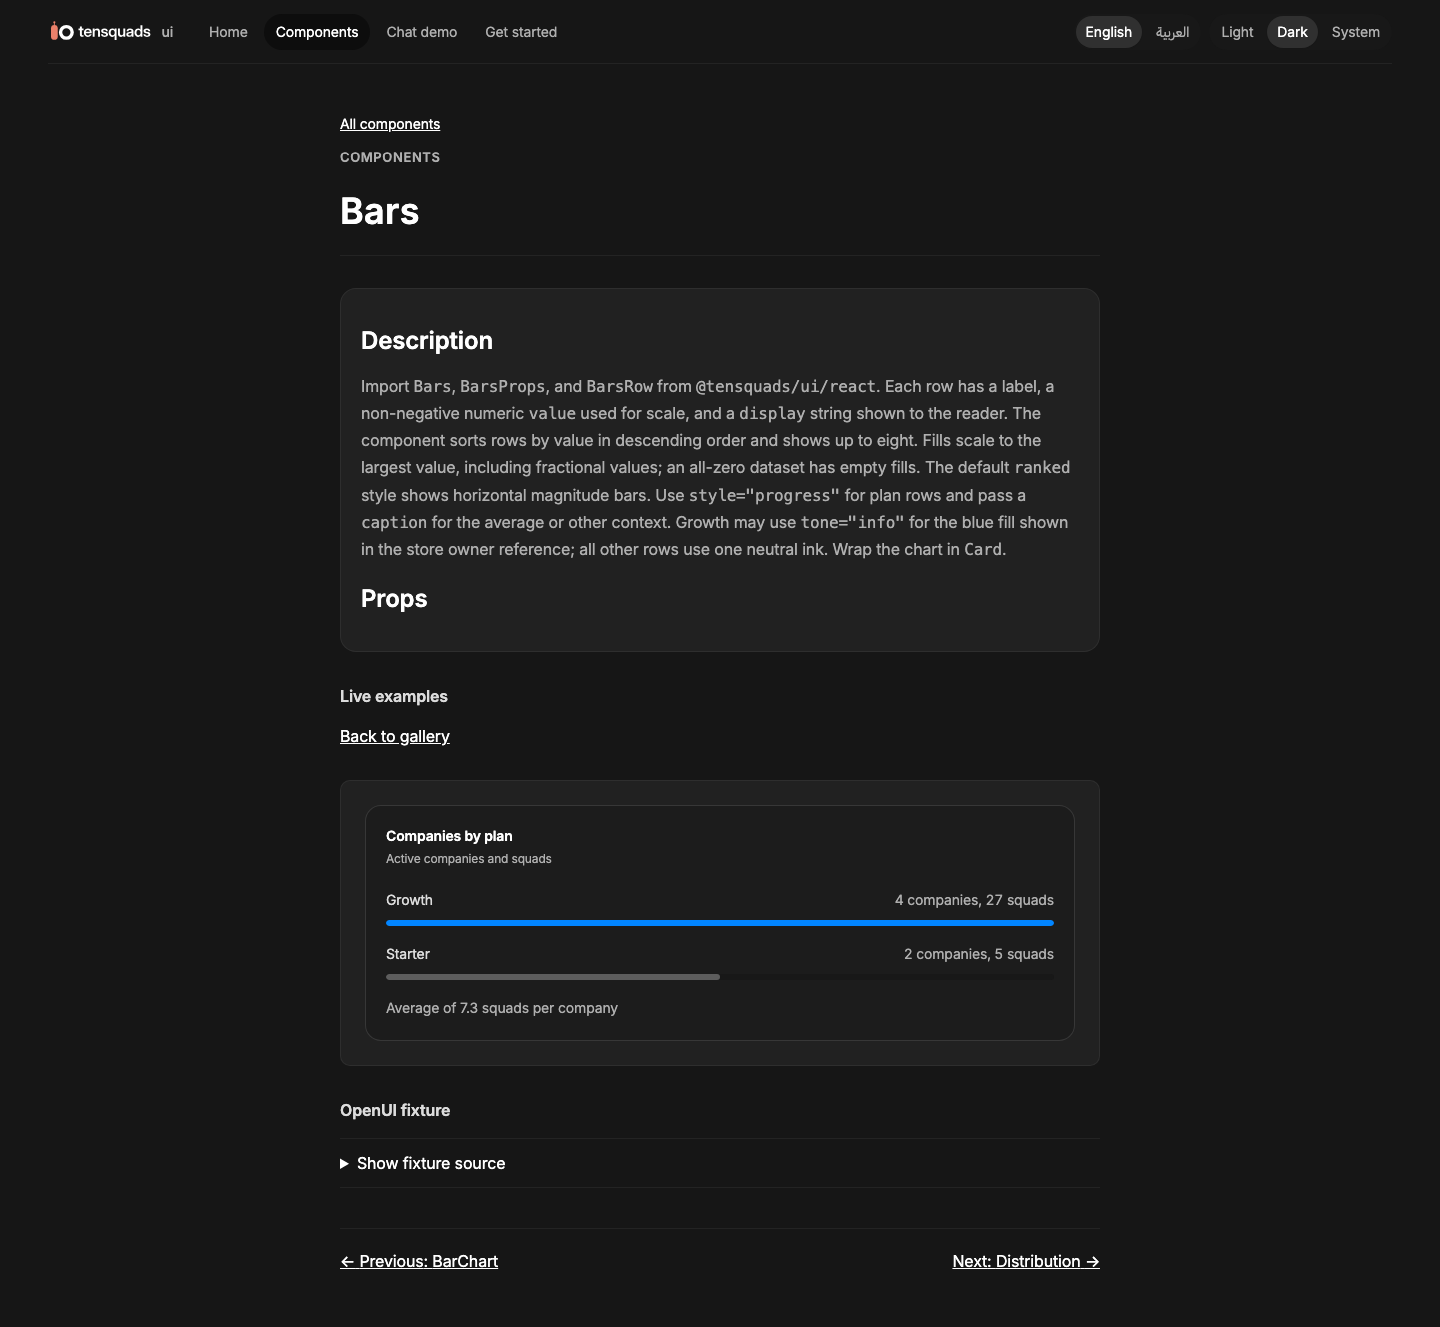 tensquads ui
Home
Components
Chat demo
Get started
English
العربية
Light
Dark
System
All components
COMPONENTS
Bars
Description
Import Bars, BarsProps, and BarsRow from @tensquads/ui/react. Each row has a label, a
non-negative numeric value used for scale, and a display string shown to the reader. The
component sorts rows by value in descending order and shows up to eight. Fills scale to the
largest value, including fractional values; an all-zero dataset has empty fills. The default ranked
style shows horizontal magnitude bars. Use style="progress" for plan rows and pass a
caption for the average or other context. Growth may use tone="info" for the blue fill shown
in the store owner reference; all other rows use one neutral ink. Wrap the chart in Card.
Props
Live examples
Back to gallery
Companies by plan
Active companies and squads
Growth 4 companies, 27 squads
Starter 2 companies, 5 squads
Average of 7.3 squads per company
OpenUI fixture
▶ Show fixture source
← Previous: BarChart
Next: Distribution →